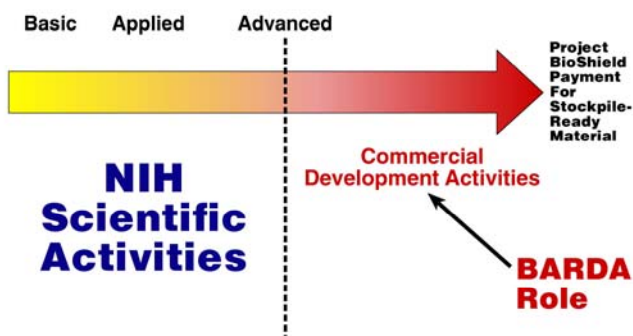 Basic Applied Advanced
Project
BioShield
Payment
For
Stockpile-
Ready
Material
NIH
Scientific
Activities
Commercial
Development Activities
BARDA
Role